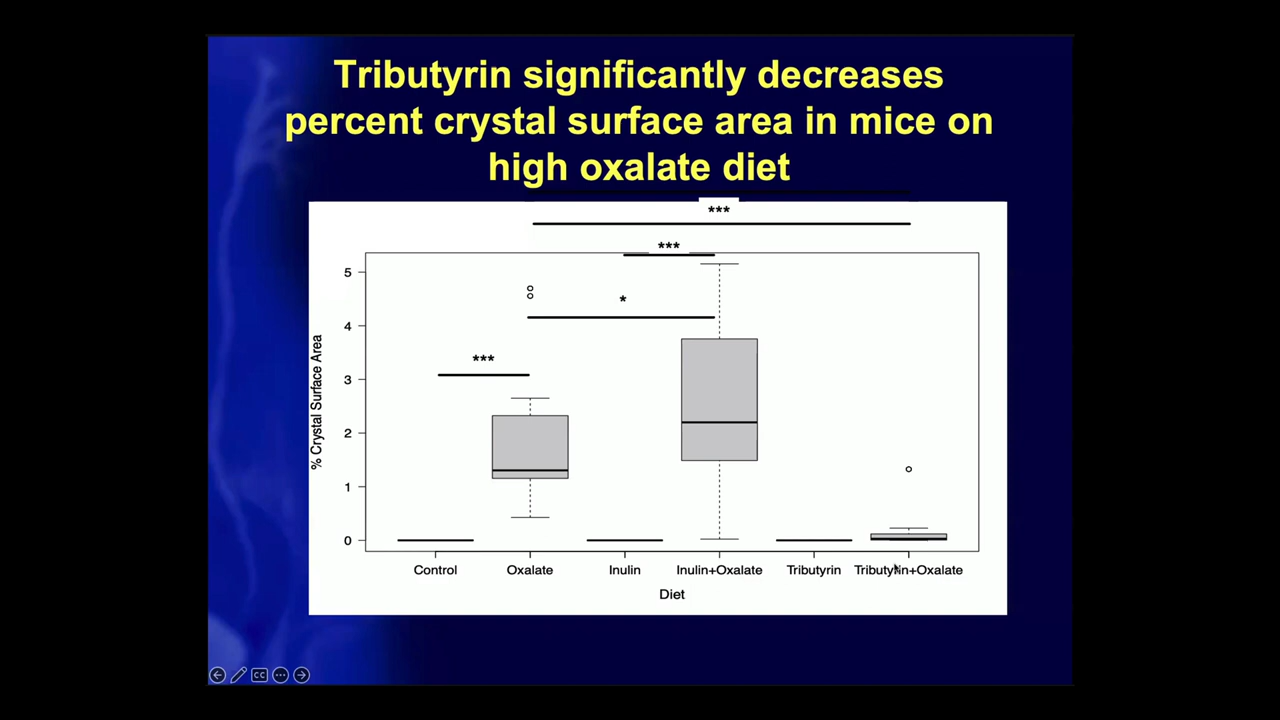 Tributyrin significantly decreases
percent crystal surface area in mice on
high oxalate diet
***
***
*
***
% Crystal Surface Area
5
4
3
2
1
0
Control Oxalate Inulin Inulin+Oxalate Tributyrin Tributyrin+Oxalate
Diet
CC